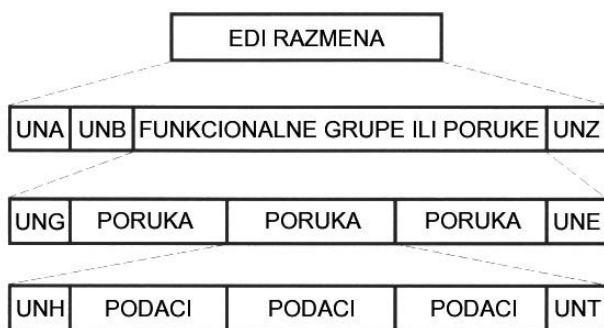 EDI RAZMENA
UNA UNB FUNKCIONALNE GRUPE ILI PORUKE UNZ
UNG PORUKA PORUKA PORUKA UNE
UNH PODACI PODACI PODACI UNT